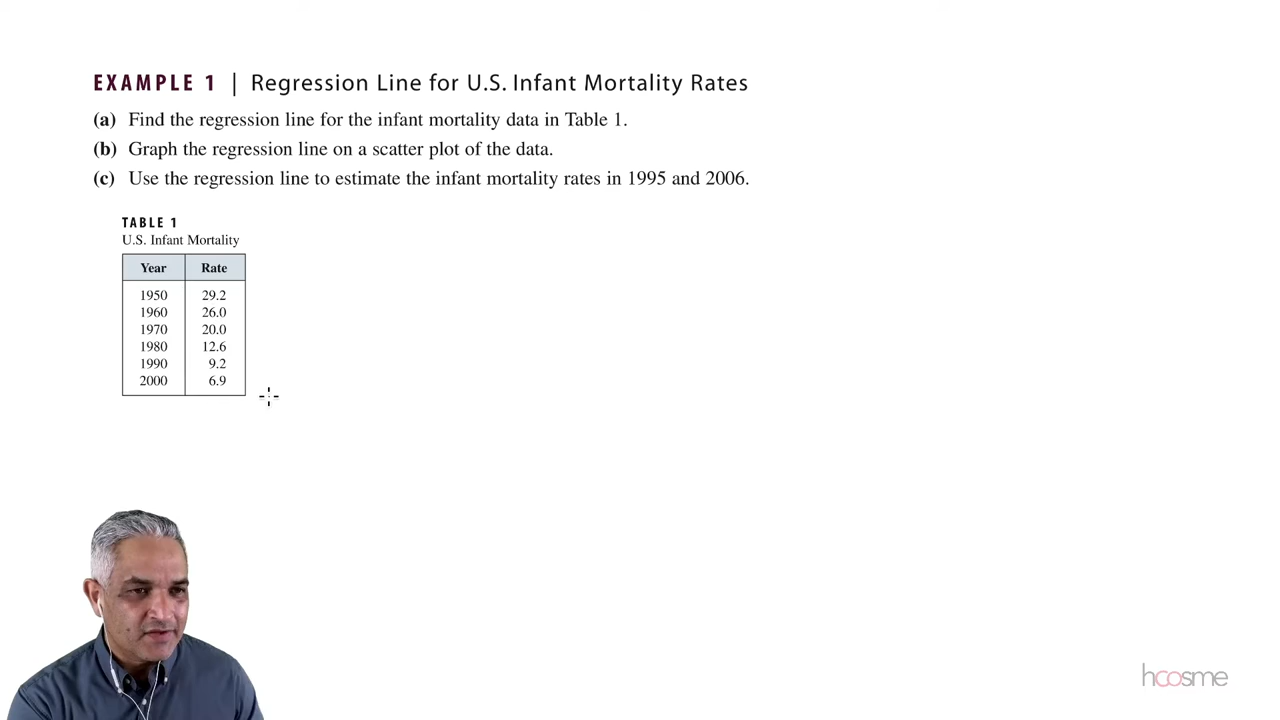 EXAMPLE 1 | Regression Line for U.S. Infant Mortality Rates
(a) Find the regression line for the infant mortality data in Table 1.
(b) Graph the regression line on a scatter plot of the data.
(c) Use the regression line to estimate the infant mortality rates in 1995 and 2006.
TABLE 1
U.S. Infant Mortality
Year Rate
1950 29.2
1960 26.0
1970 20.0
1980 12.6
1990 9.2
2000 6.9
hcosme